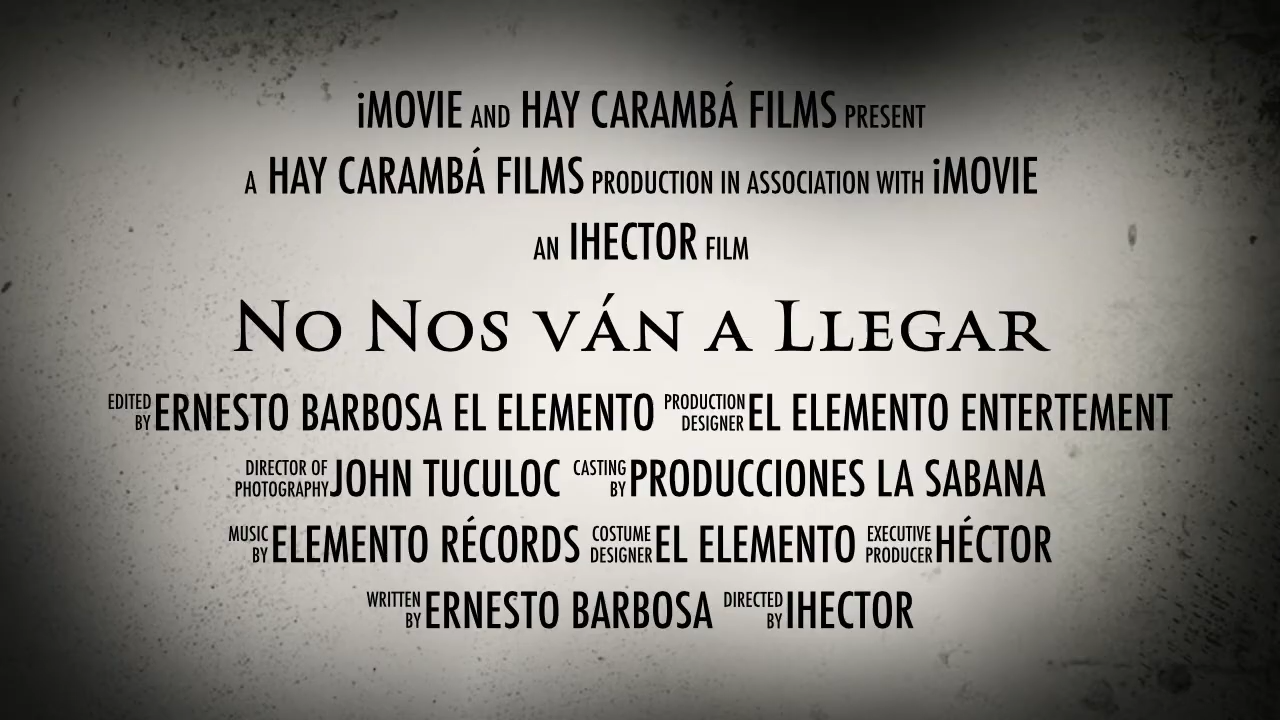 iMOVIE AND HAY CARAMBÁ FILMS PRESENT
A HAY CARAMBÁ FILMS PRODUCTION IN ASSOCIATION WITH iMOVIE
AN IHECTOR FILM
No Nos ván a Llegar
EDITED BY ERNESTO BARBOSA EL ELEMENTO PRODUCTION DESIGNER EL ELEMENTO ENTERTEMENT
DIRECTOR OF PHOTOGRAPHY JOHN TUCULOC CASTING BY PRODUCCIONES LA SABANA
MUSIC BY ELEMENTO RÉCORDS COSTUME DESIGNER EL ELEMENTO EXECUTIVE PRODUCER HÉCTOR
WRITTEN BY ERNESTO BARBOSA DIRECTED BY IHECTOR